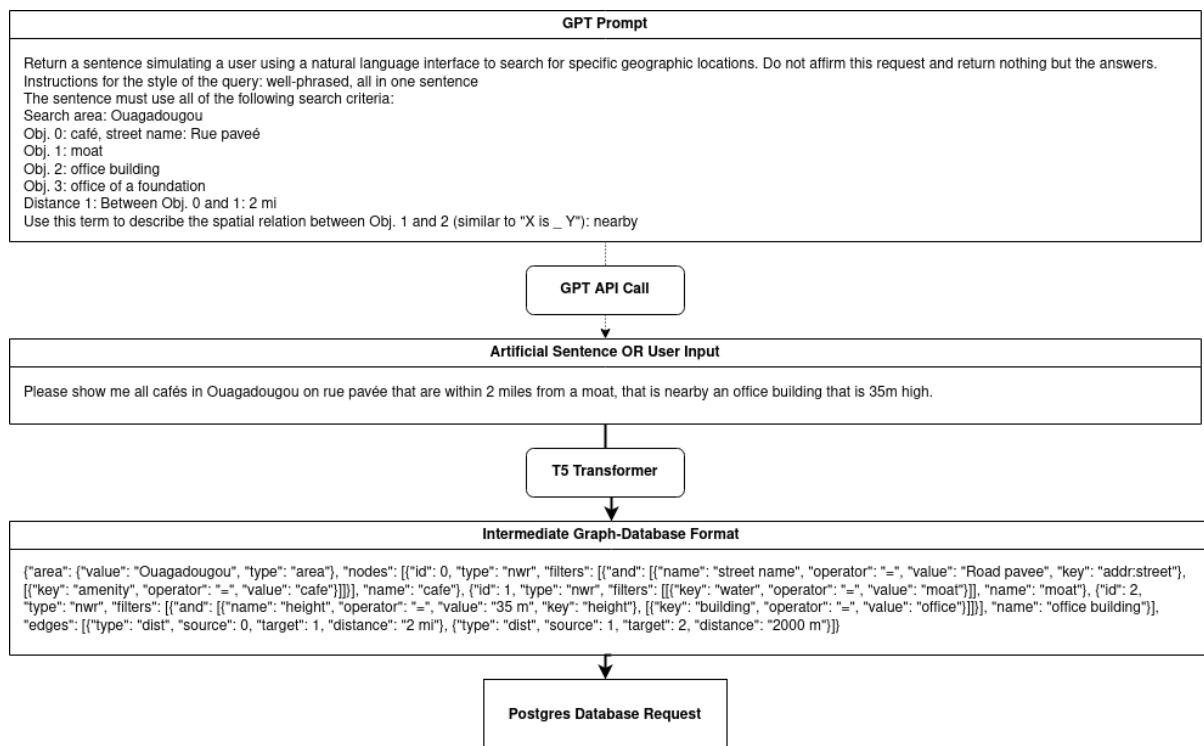 GPT Prompt
Return a sentence simulating a user using a natural language interface to search for specific geographic locations. Do not affirm this request and return nothing but the answers.
Instructions for the style of the query: well-phrased, all in one sentence
The sentence must use all of the following search criteria:
Search area: Ouagadougou
Obj. 0: café, street name: Rue paveé
Obj. 1: moat
Obj. 2: office building
Obj. 3: office of a foundation
Distance 1: Between Obj. 0 and 1: 2 mi
Use this term to describe the spatial relation between Obj. 1 and 2 (similar to "X is _ Y"): nearby
GPT API Call
Artificial Sentence OR User Input
Please show me all cafés in Ouagadougou on rue pavée that are within 2 miles from a moat, that is nearby an office building that is 35m high.
T5 Transformer
Intermediate Graph-Database Format
{"area": {"value": "Ouagadougou", "type": "area"}, "nodes": [{"id": 0, "type": "nwr", "filters": [{"and": [{"name": "street name", "operator": "=", "value": "Road pavee", "key": "addr:street"},
[{"key": "amenity", "operator": "=", "value": "cafe"}]]}], "name": "cafe"}, {"id": 1, "type": "nwr", "filters": [[{"key": "water", "operator": "=", "value": "moat"}]], "name": "moat"}, {"id": 2,
"type": "nwr", "filters": [{"and": [{"name": "height", "operator": "=", "value": "35 m", "key": "height"}, [{"key": "building", "operator": "=", "value": "office"}]]}], "name": "office building"}],
"edges": [{"type": "dist", "source": 0, "target": 1, "distance": "2 mi"}, {"type": "dist", "source": 1, "target": 2, "distance": "2000 m"}]}
Postgres Database Request